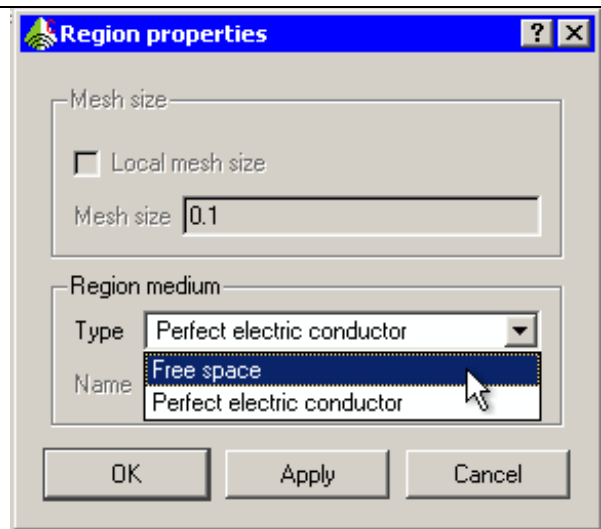 Region properties
Mesh size
Local mesh size
Mesh size 0.1
Region medium
Type Perfect electric conductor
Free space
Name Perfect electric conductor
OK Apply Cancel